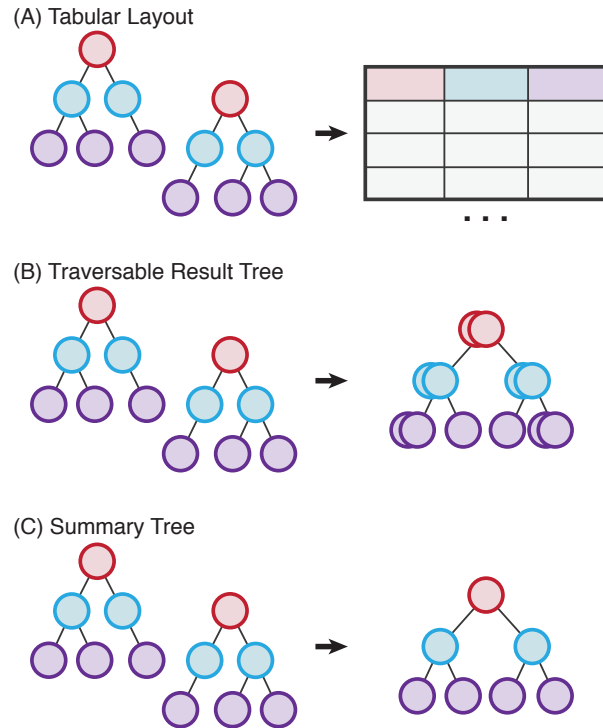 (A) Tabular Layout
. . .
(B) Traversable Result Tree
(C) Summary Tree